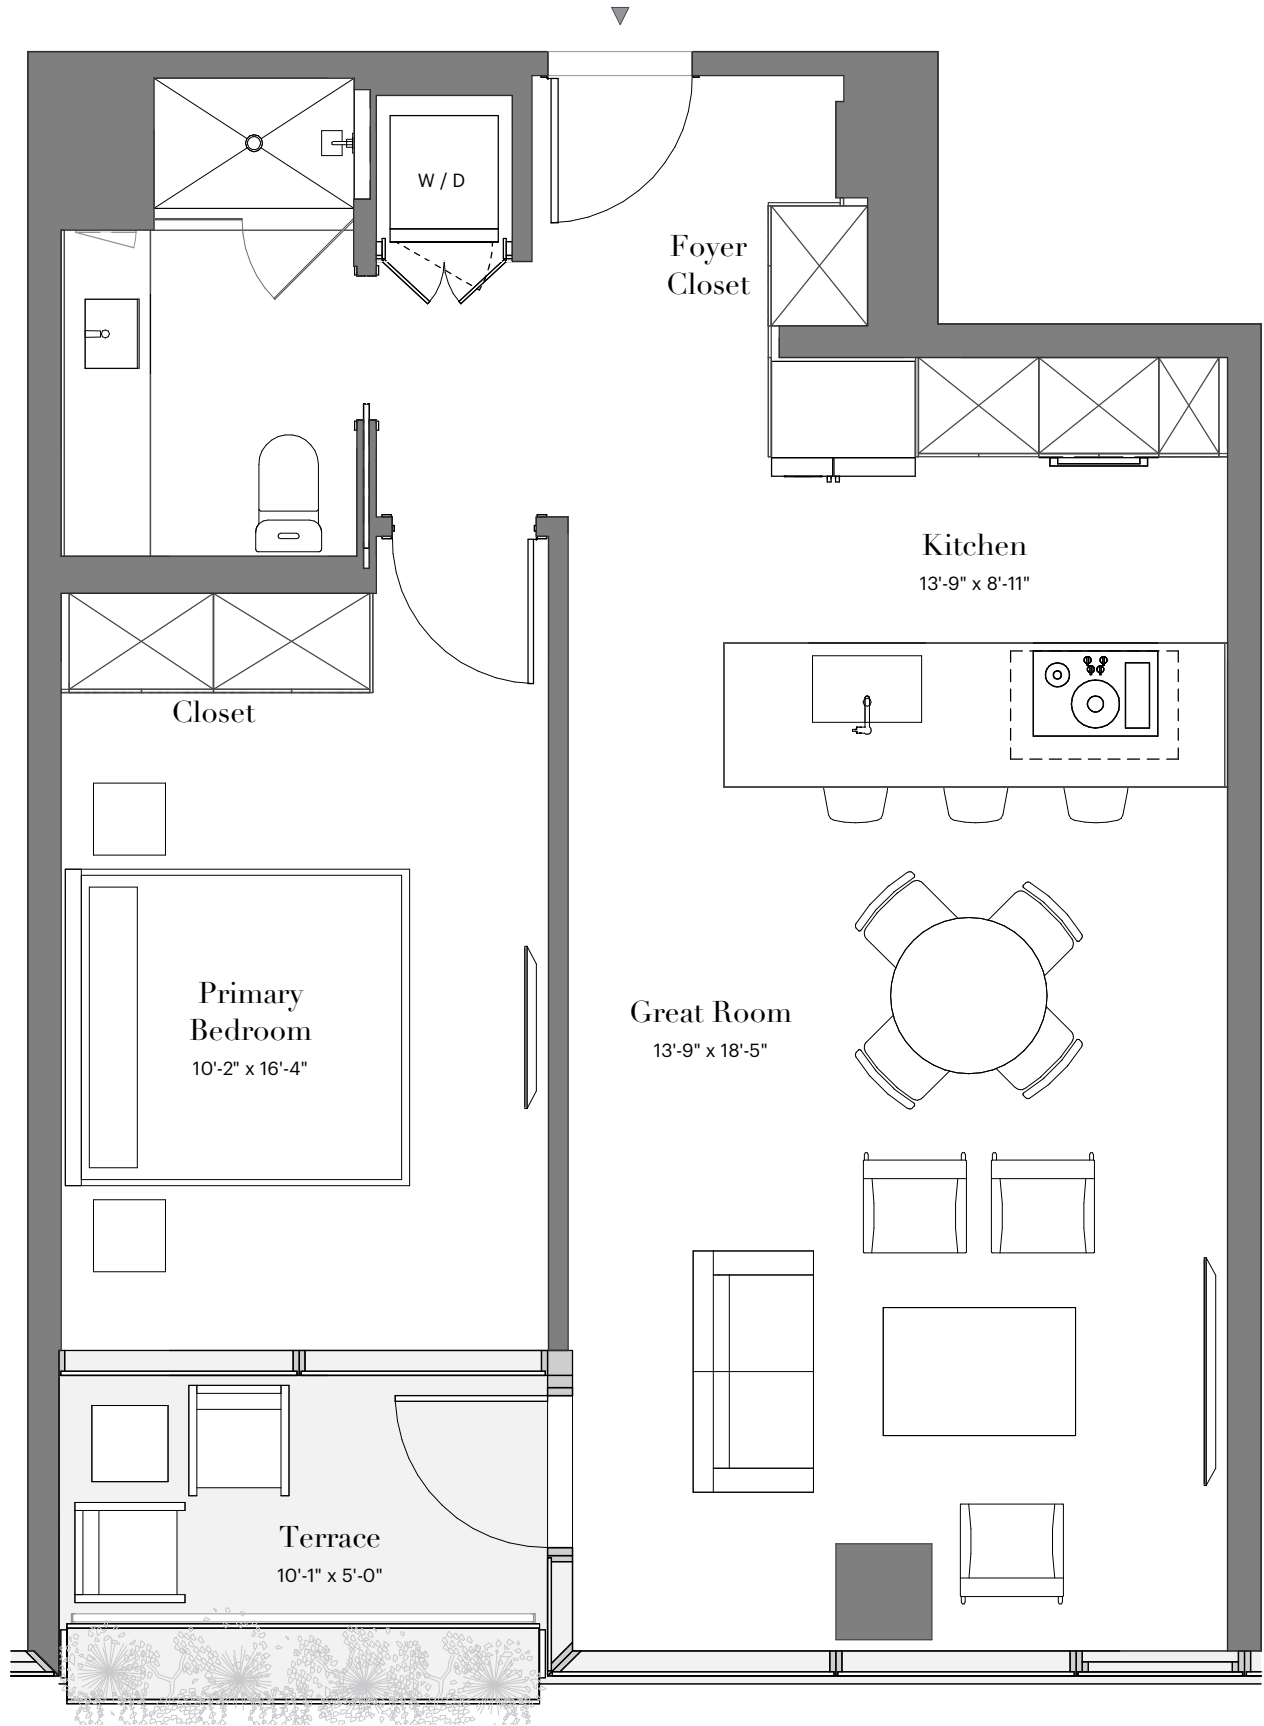 W / D
Foyer
Closet
Kitchen
13'-9" x 8'-11"
Closet
Primary
Bedroom
10'-2" x 16'-4"
Great Room
13'-9" x 18'-5"
Terrace
10'-1" x 5'-0"